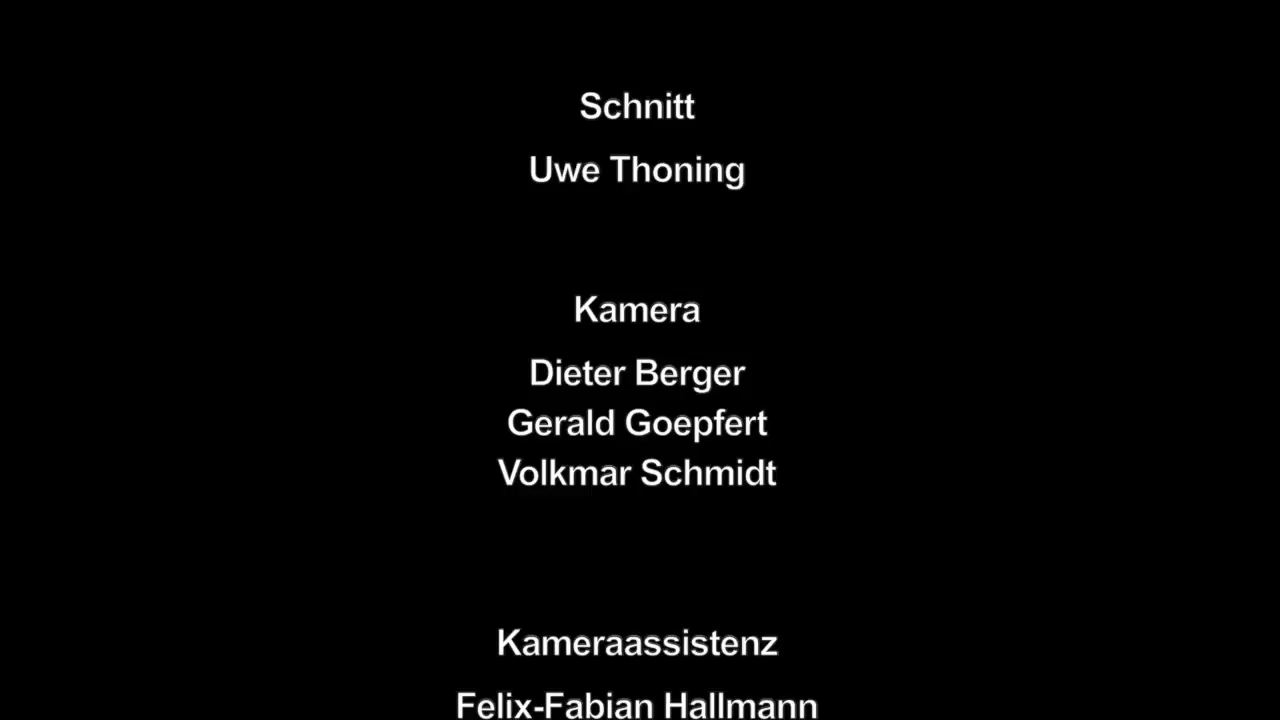 Schnitt
Uwe Thoning
Kamera
Dieter Berger
Gerald Goepfert
Volkmar Schmidt
Kameraassistenz
Felix-Fabian Hallmann